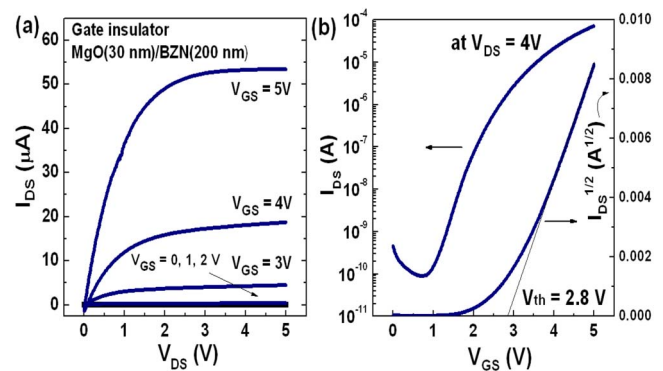 (a)
Gate insulator
MgO(30 nm)/BZN(200 nm)
V_GS = 5V
V_GS = 4V
V_GS = 0, 1, 2 V
V_GS = 3V
60
50
40
30
20
10
0
I_DS (μA)
0 1 2 3 4 5
V_DS (V)
(b)
at V_DS = 4V
10^-4
10^-5
10^-6
10^-7
10^-8
10^-9
10^-10
10^-11
I_DS (A)
0.010
0.008
0.006
0.004
0.002
0.000
I_DS^1/2 (A^1/2)
V_th = 2.8 V
0 1 2 3 4 5
V_GS (V)